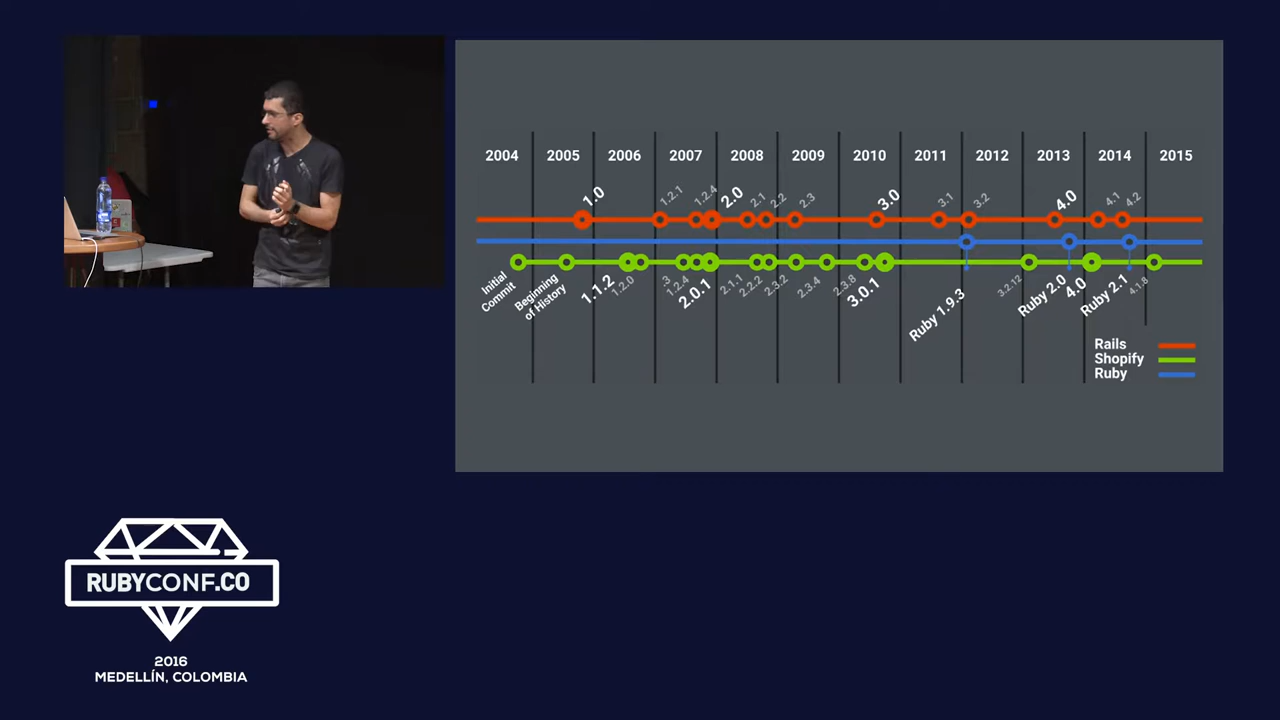 2004 2005 2006 2007 2008 2009 2010 2011 2012 2013 2014 2015
1.0 1.2.1 1.2.4 2.0 2.1 2.2 2.3 3.0 3.1 3.2 4.0 4.1 4.2
Initial
Commit
Beginning
of History
1.1.2 1.2.0 .3 1.2.4 2.0.1 2.1.1 2.2.2 2.3.2 2.3.4 2.3.8 3.0.1 Ruby 1.9.3 3.2.12 Ruby 2.0 4.0 Ruby 2.1 4.1.8
Rails
Shopify
Ruby
RUBYCONF.CO
2016
MEDELLÍN, COLOMBIA